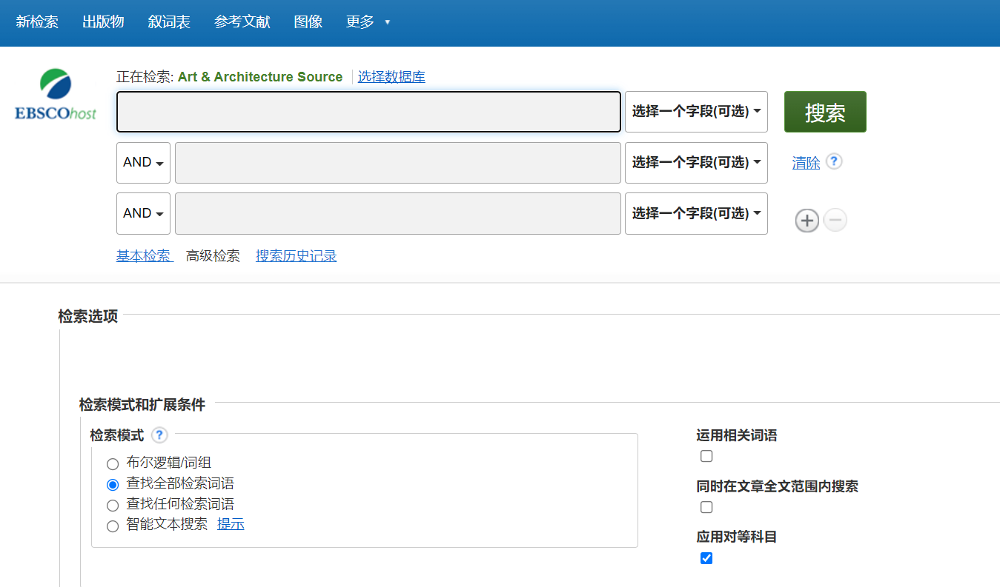 新检索 出版物 叙词表 参考文献 图像 更多
正在检索: Art & Architecture Source 选择数据库
EBSCOhost
选择一个字段(可选) 搜索
AND 选择一个字段(可选) 清除 ?
AND 选择一个字段(可选)
基本检索 高级检索 搜索历史记录
检索选项
检索模式和扩展条件
检索模式 ?
布尔逻辑/词组
查找全部检索词语
查找任何检索词语
智能文本搜索 提示
运用相关词语
同时在文章全文范围内搜索
应用对等科目